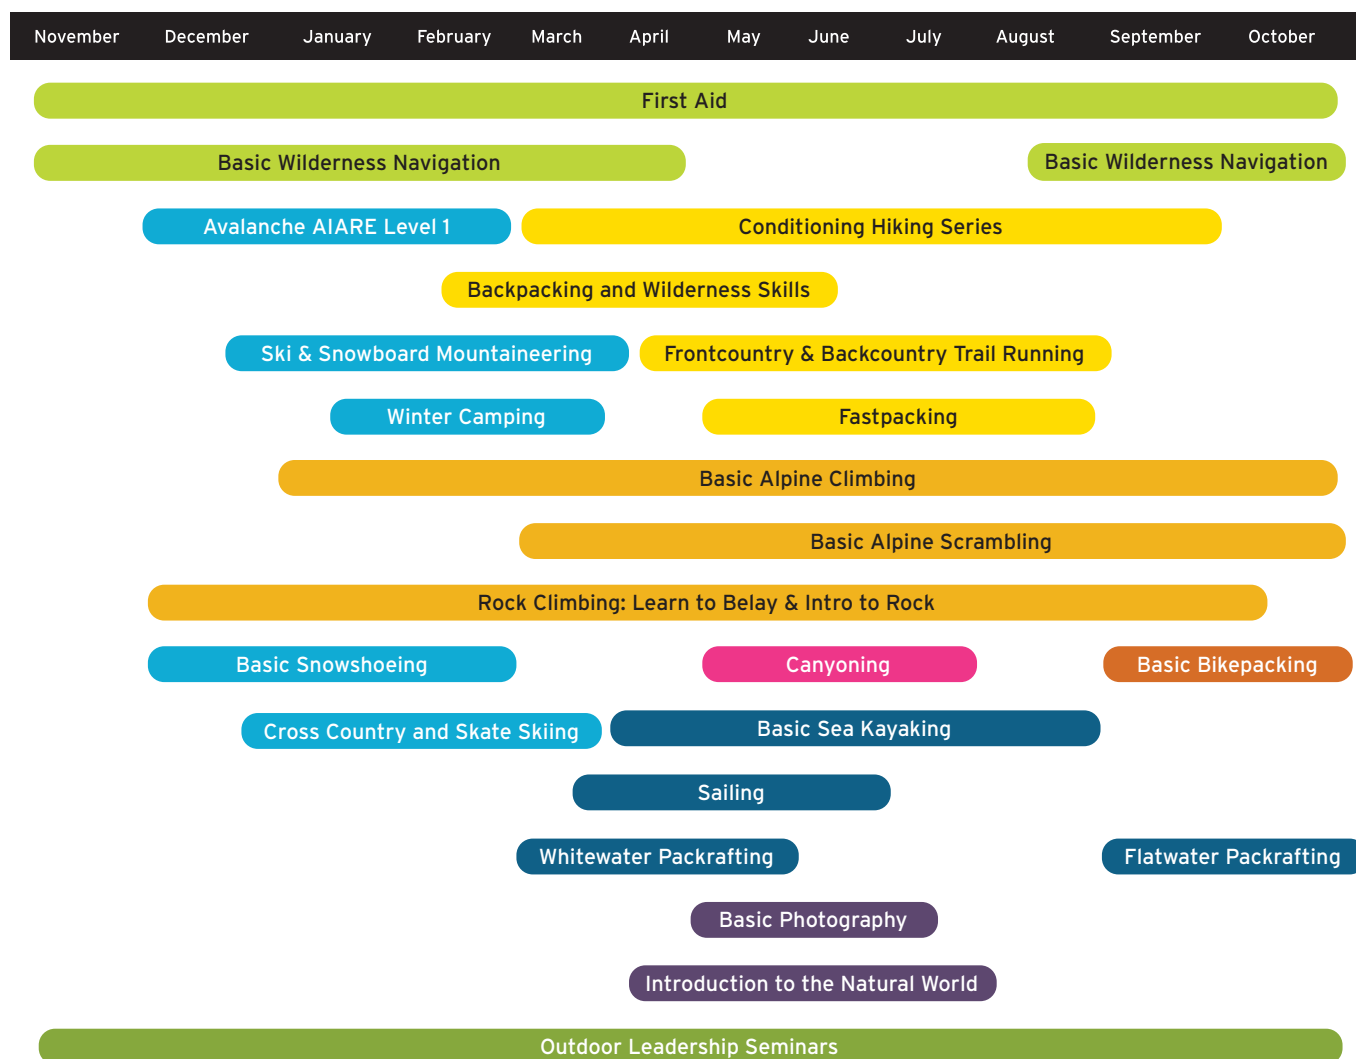 November December January February March April May June July August September October
First Aid
Basic Wilderness Navigation Basic Wilderness Navigation
Avalanche AIARE Level 1 Conditioning Hiking Series
Backpacking and Wilderness Skills
Ski & Snowboard Mountaineering Frontcountry & Backcountry Trail Running
Winter Camping Fastpacking
Basic Alpine Climbing
Basic Alpine Scrambling
Rock Climbing: Learn to Belay & Intro to Rock
Basic Snowshoeing Canyoning Basic Bikepacking
Cross Country and Skate Skiing Basic Sea Kayaking
Sailing
Whitewater Packrafting Flatwater Packrafting
Basic Photography
Introduction to the Natural World
Outdoor Leadership Seminars